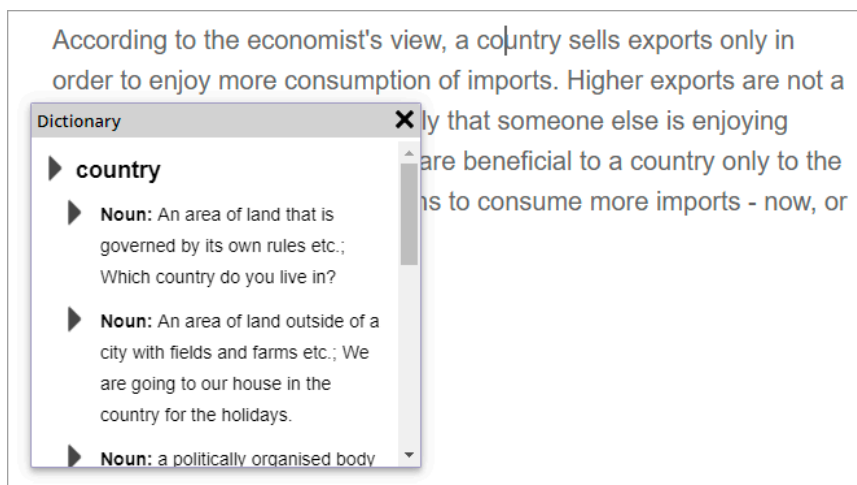 According to the economist's view, a country sells exports only in
order to enjoy more consumption of imports. Higher exports are not a
ly that someone else is enjoying
are beneficial to a country only to the
ns to consume more imports - now, or
Dictionary
country
Noun: An area of land that is
governed by its own rules etc.;
Which country do you live in?
Noun: An area of land outside of a
city with fields and farms etc.; We
are going to our house in the
country for the holidays.
Noun: a politically organised body